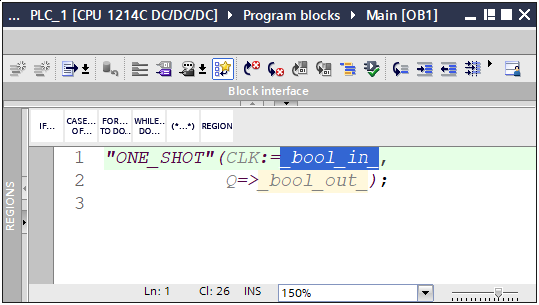 PLC_1 [CPU 1214C DC/DC/DC] Program blocks Main [OB1]
Block interface
IF... CASE... OF... FOR... TO DO... WHILE.. DO... (*...*) REGION
REGIONS
1 "ONE_SHOT"(CLK:=_bool_in_,
2 Q=>_bool_out_);
3
Ln: 1 Cl: 26 INS 150%